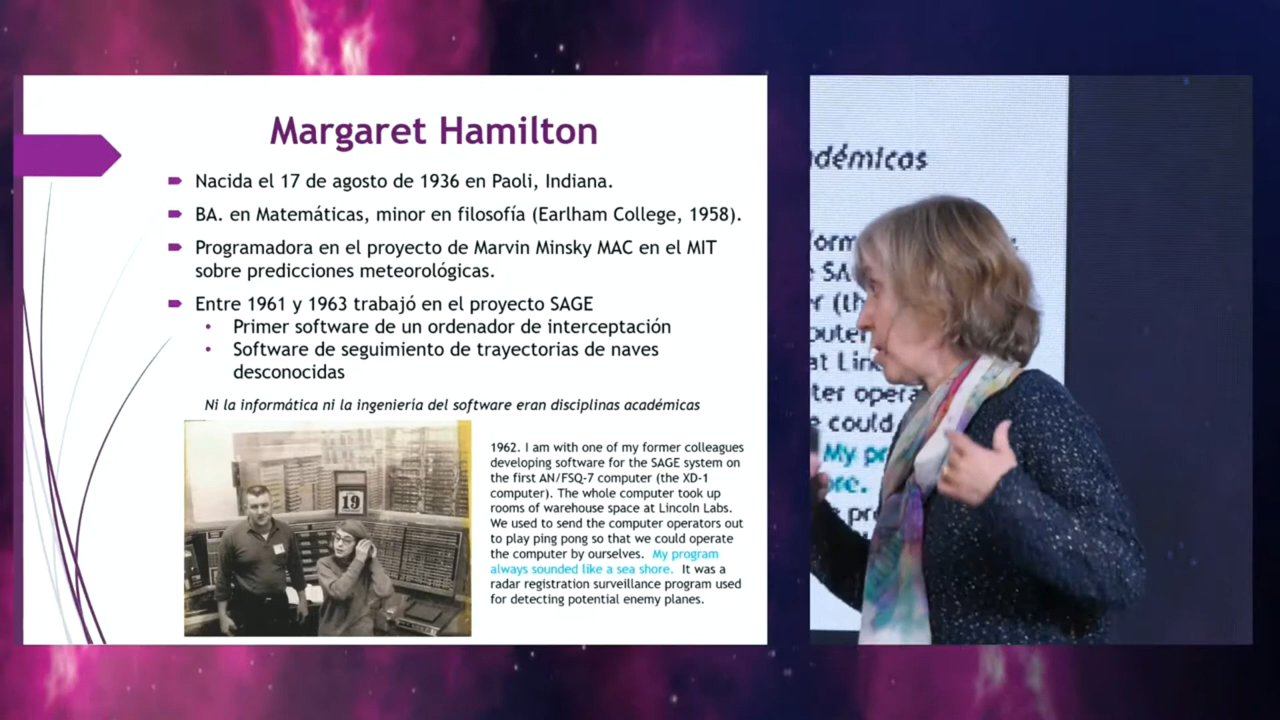 Margaret Hamilton
Nacida el 17 de agosto de 1936 en Paoli, Indiana.
BA. en Matemáticas, minor en filosofía (Earlham College, 1958).
Programadora en el proyecto de Marvin Minsky MAC en el MIT
sobre predicciones meteorológicas.
Entre 1961 y 1963 trabajó en el proyecto SAGE
Primer software de un ordenador de interceptación
Software de seguimiento de trayectorias de naves
desconocidas
Ni la informática ni la ingeniería del software eran disciplinas académicas
19
1962. I am with one of my former colleagues
developing software for the SAGE system on
the first AN/FSQ-7 computer (the XD-1
computer). The whole computer took up
rooms of warehouse space at Lincoln Labs.
We used to send the computer operators out
to play ping pong so that we could operate
the computer by ourselves. My program
always sounded like a sea shore. It was a
radar registration surveillance program used
for detecting potential enemy planes.
démicas
could
My